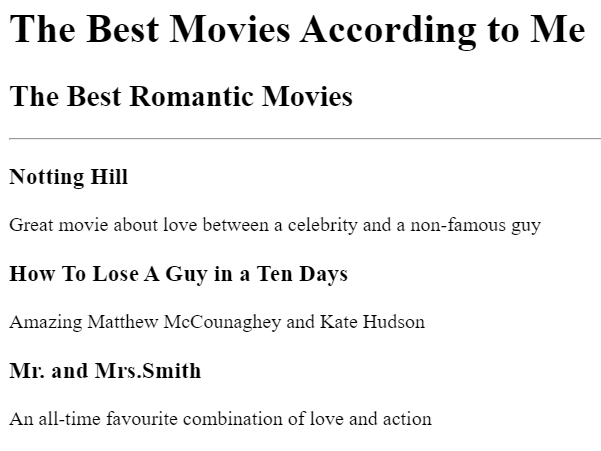 The Best Movies According to Me
The Best Romantic Movies
Notting Hill
Great movie about love between a celebrity and a non-famous guy
How To Lose A Guy in a Ten Days
Amazing Matthew McCounaghey and Kate Hudson
Mr. and Mrs.Smith
An all-time favourite combination of love and action